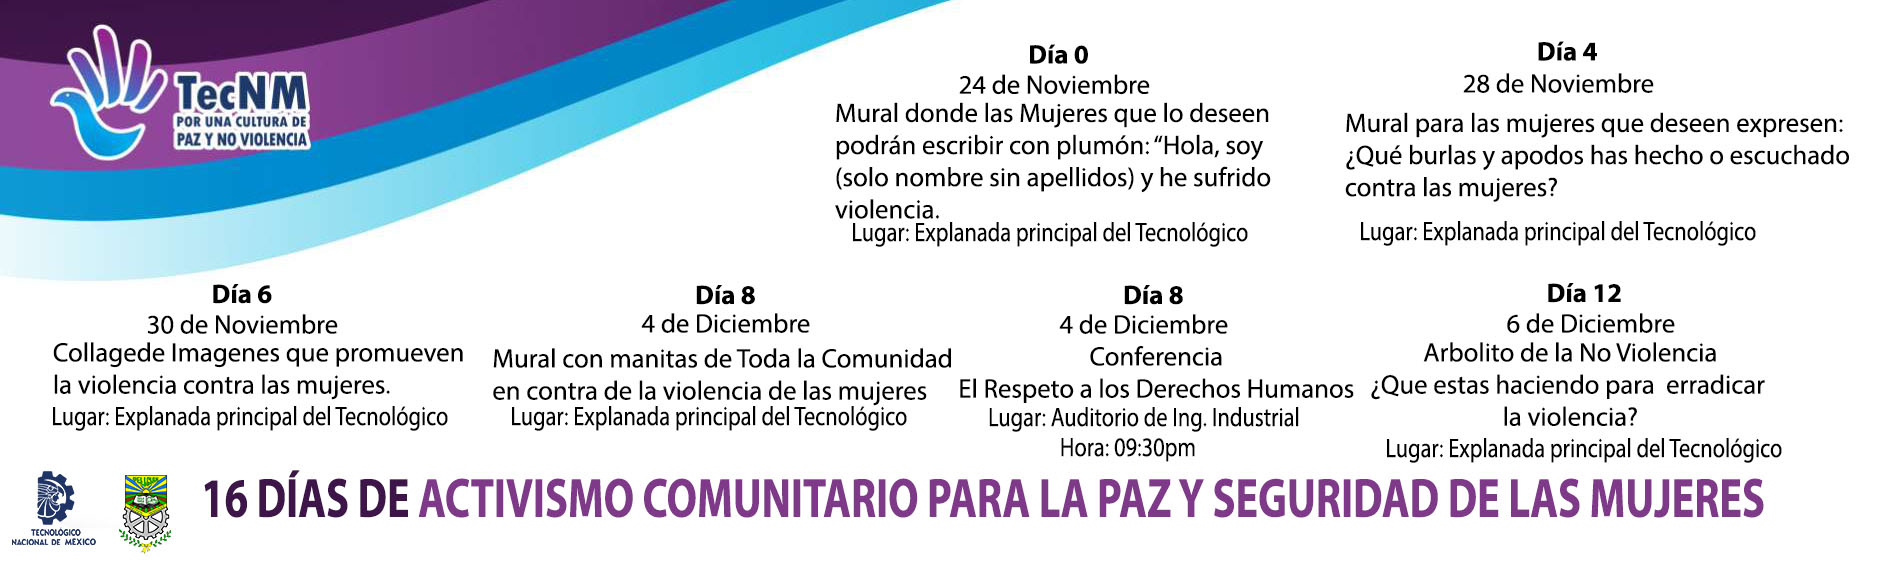 TecNM
POR UNA CULTURA DE
PAZ Y NO VIOLENCIA
Día 0
24 de Noviembre
Mural donde las Mujeres que lo deseen
podrán escribir con plumón: “Hola, soy
(solo nombre sin apellidos) y he sufrido
violencia.
Lugar: Explanada principal del Tecnológico
Día 4
28 de Noviembre
Mural para las mujeres que deseen expresen:
¿Qué burlas y apodos has hecho o escuchado
contra las mujeres?
Lugar: Explanada principal del Tecnológico
Día 6
30 de Noviembre
Collagede Imagenes que promueven
la violencia contra las mujeres.
Lugar: Explanada principal del Tecnológico
Día 8
4 de Diciembre
Mural con manitas de Toda la Comunidad
en contra de la violencia de las mujeres
Lugar: Explanada principal del Tecnológico
Día 8
4 de Diciembre
Conferencia
El Respeto a los Derechos Humanos
Lugar: Auditorio de Ing. Industrial
Hora: 09:30pm
Día 12
6 de Diciembre
Arbolito de la No Violencia
¿Que estas haciendo para  erradicar
la violencia?
Lugar: Explanada principal del Tecnológico
TECNOLÓGICO
NACIONAL DE MÉXICO
16 DÍAS DE ACTIVISMO COMUNITARIO PARA LA PAZ Y SEGURIDAD DE LAS MUJERES